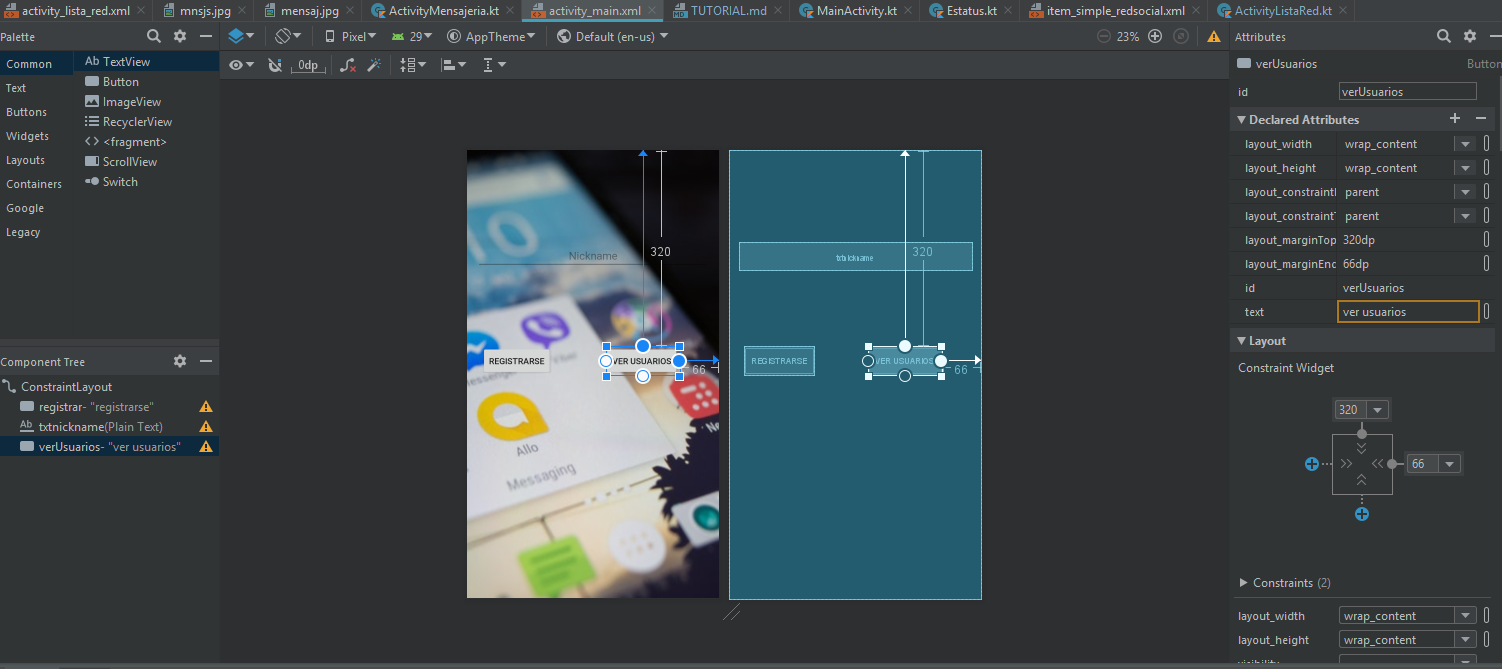 activity_lista_red.xml
mnsjs.jpg
mensaj.jpg
ActivityMensajeria.kt
activity_main.xml
TUTORIAL.md
MainActivity.kt
Estatus.kt
item_simple_redsocial.xml
ActivityListaRed.kt
Palette
Pixel
29
AppTheme
Default (en-us)
23%
Attributes
Common
Text
Buttons
Widgets
Layouts
Containers
Google
Legacy
Ab TextView
Button
ImageView
RecyclerView
<fragment>
ScrollView
Switch
0dp
Component Tree
ConstraintLayout
registrar- "registrarse"
Ab txtnickname(Plain Text)
verUsuarios- "ver usuarios"
10
Nickname
320
REGISTRARSE
VER USUARIOS
66
Allo
Messaging
txtnickname
320
REGISTRARSE
VER USUARIOS
66
verUsuarios
Button
id verUsuarios
Declared Attributes
layout_width wrap_content
layout_height wrap_content
layout_constraint parent
layout_constraint parent
layout_marginTop 320dp
layout_marginEnd 66dp
id verUsuarios
text ver usuarios
Layout
Constraint Widget
320
66
Constraints (2)
layout_width wrap_content
layout_height wrap_content